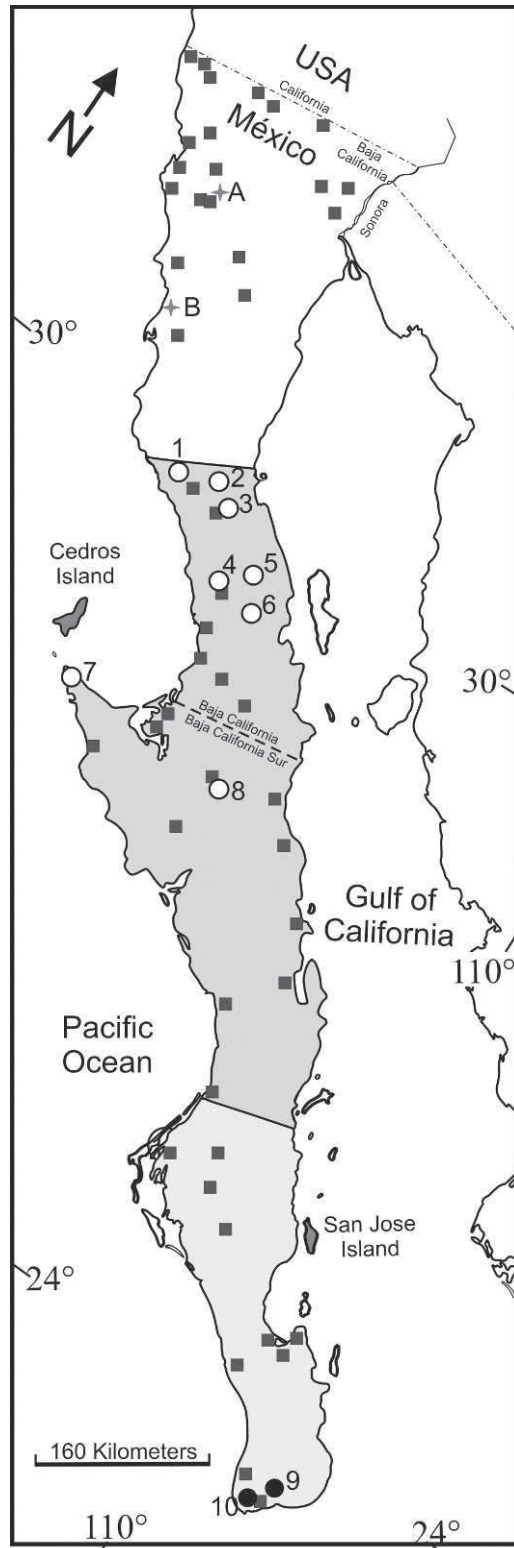 USA
California
N
México
Baja
California
Sonora
A
B
30°
1
2
3
Cedros
Island
4
5
6
7
30°
Baja California
Baja California Sur
8
Gulf of
California
110°
Pacific
Ocean
San Jose
Island
24°
160 Kilometers
9
10
110°
24°